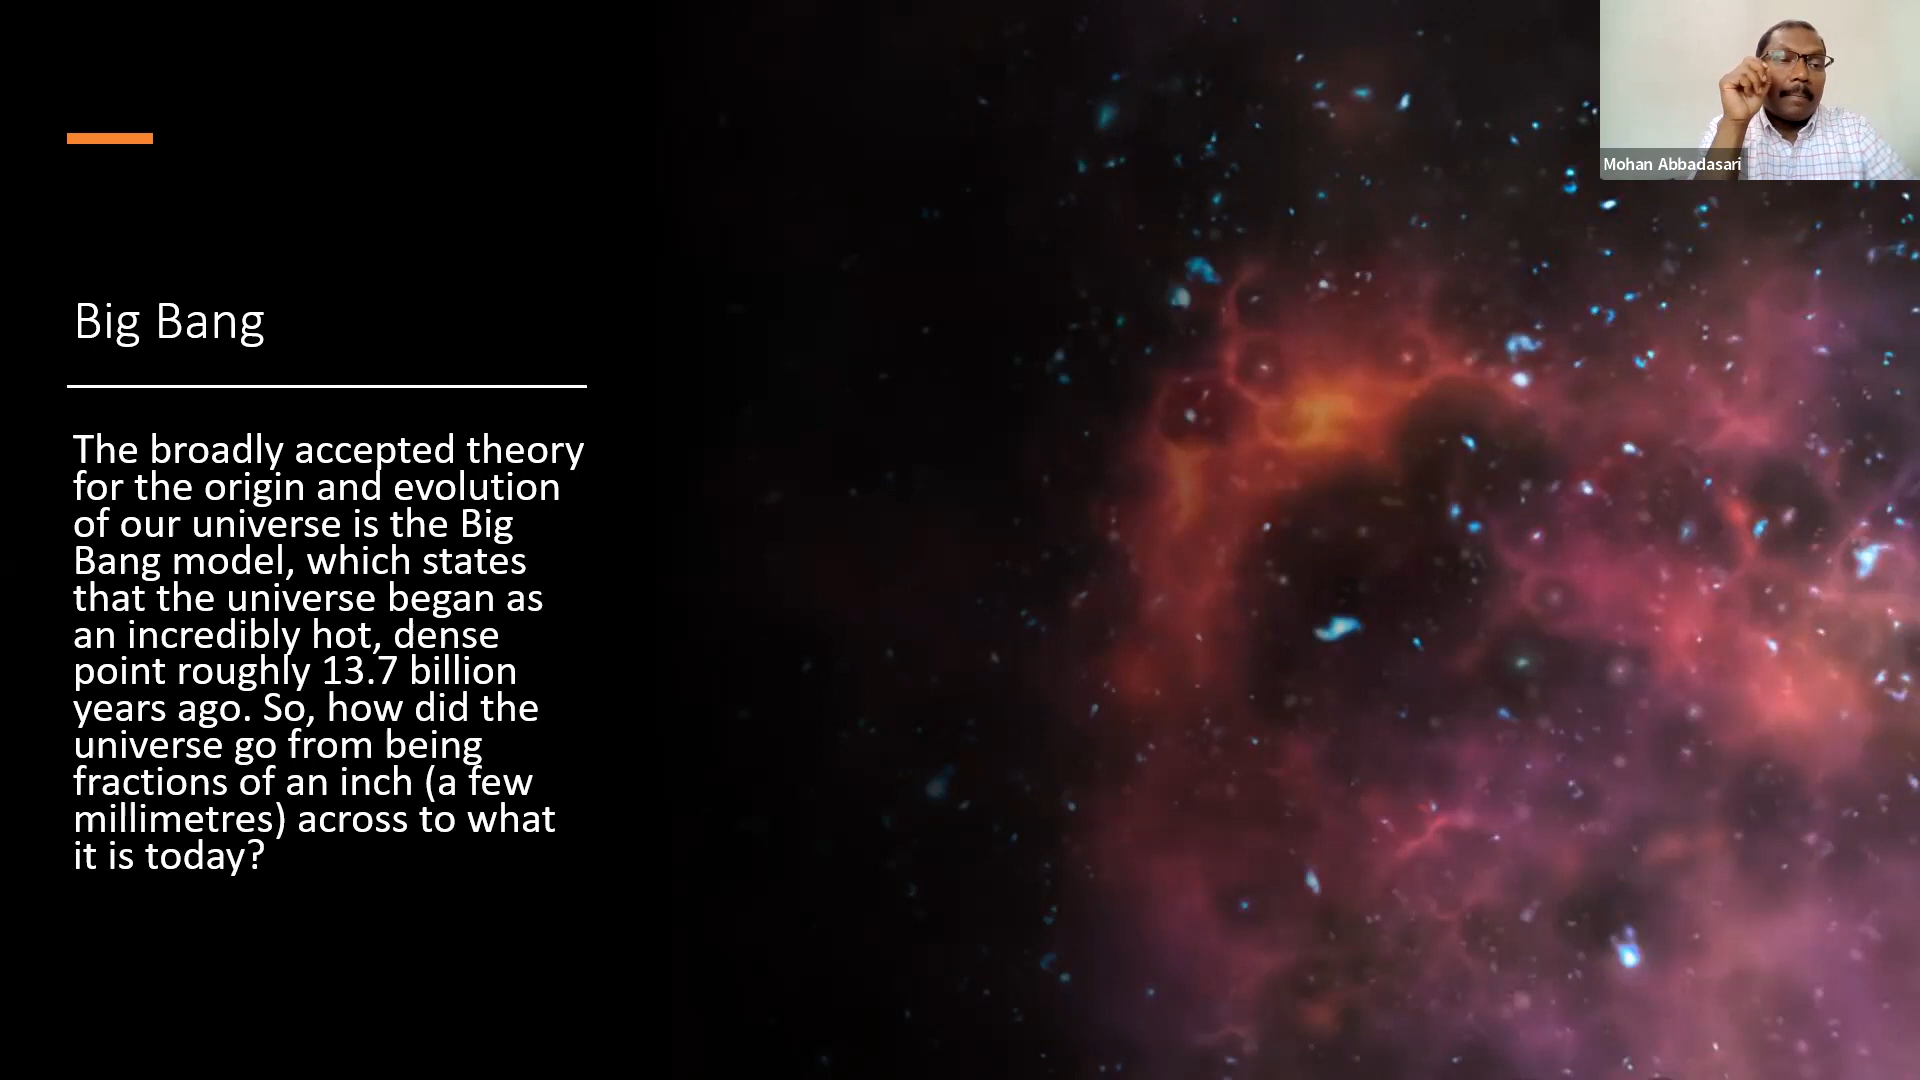 Mohan Abbadasari
Big Bang
The broadly accepted theory
for the origin and evolution
of our universe is the Big
Bang model, which states
that the universe began as
an incredibly hot, dense
point roughly 13.7 billion
years ago. So, how did the
universe go from being
fractions of an inch (a few
millimetres) across to what
it is today?